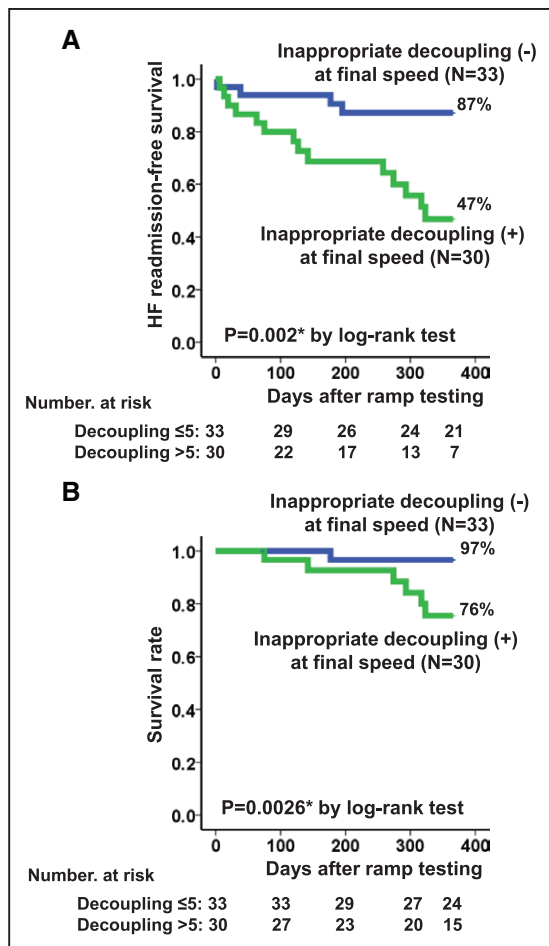 A
Inappropriate decoupling (-)
at final speed (N=33)
HF readmission-free survival
1.0
0.8
0.6
0.4
0.2
0.0
87%
47%
Inappropriate decoupling (+)
at final speed (N=30)
P=0.002* by log-rank test
0 100 200 300 400
Days after ramp testing
Number. at risk
Decoupling ≤5: 33 29 26 24 21
Decoupling >5: 30 22 17 13 7
B
Inappropriate decoupling (-)
at final speed (N=33)
Survival rate
1.0
0.8
0.6
0.4
0.2
0.0
97%
76%
Inappropriate decoupling (+)
at final speed (N=30)
P=0.0026* by log-rank test
0 100 200 300 400
Days after ramp testing
Number. at risk
Decoupling ≤5: 33 33 29 27 24
Decoupling >5: 30 27 23 20 15